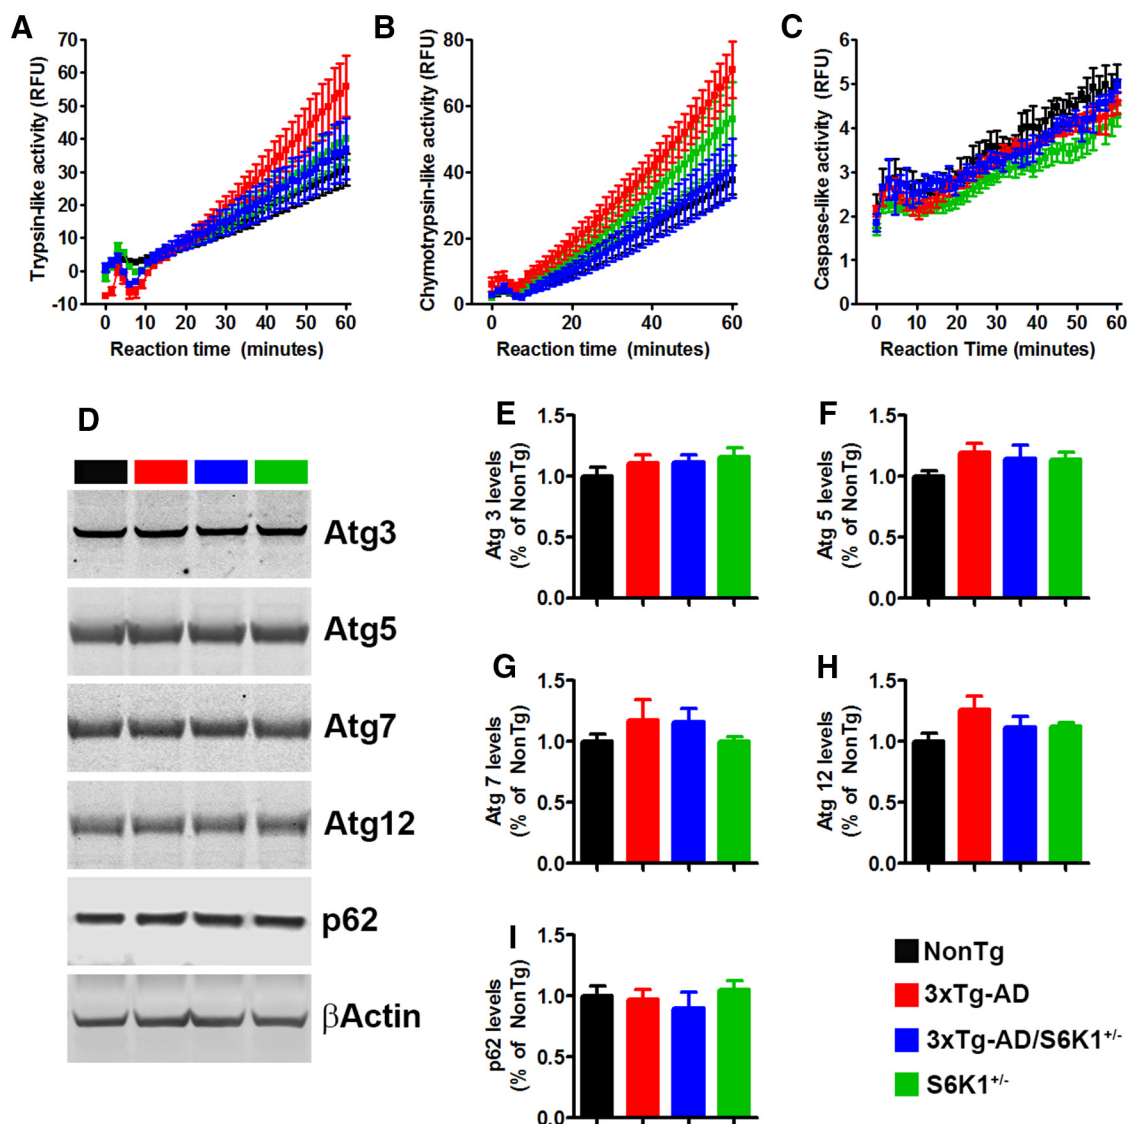 A
Trypsin-like activity (RFU)
70
60
50
40
30
20
10
0
-10
0 10 20 30 40 50 60
Reaction time (minutes)
B
Chymotrypsin-like activity (RFU)
80
60
40
20
0
0 20 40 60
Reaction time (minutes)
C
Caspase-like activity (RFU)
6
5
4
3
2
1
0
0 10 20 30 40 50 60
Reaction Time (minutes)
D
Atg3
Atg5
Atg7
Atg12
p62
βActin
E
Atg 3 levels
(% of NonTg)
1.5
1.0
0.5
0.0
F
Atg 5 levels
(% of NonTg)
1.5
1.0
0.5
0.0
G
Atg 7 levels
(% of NonTg)
1.5
1.0
0.5
0.0
H
Atg 12 levels
(% of NonTg)
1.5
1.0
0.5
0.0
I
p62 levels
(% of NonTg)
1.5
1.0
0.5
0.0
NonTg
3xTg-AD
3xTg-AD/S6K1+/-
S6K1+/-